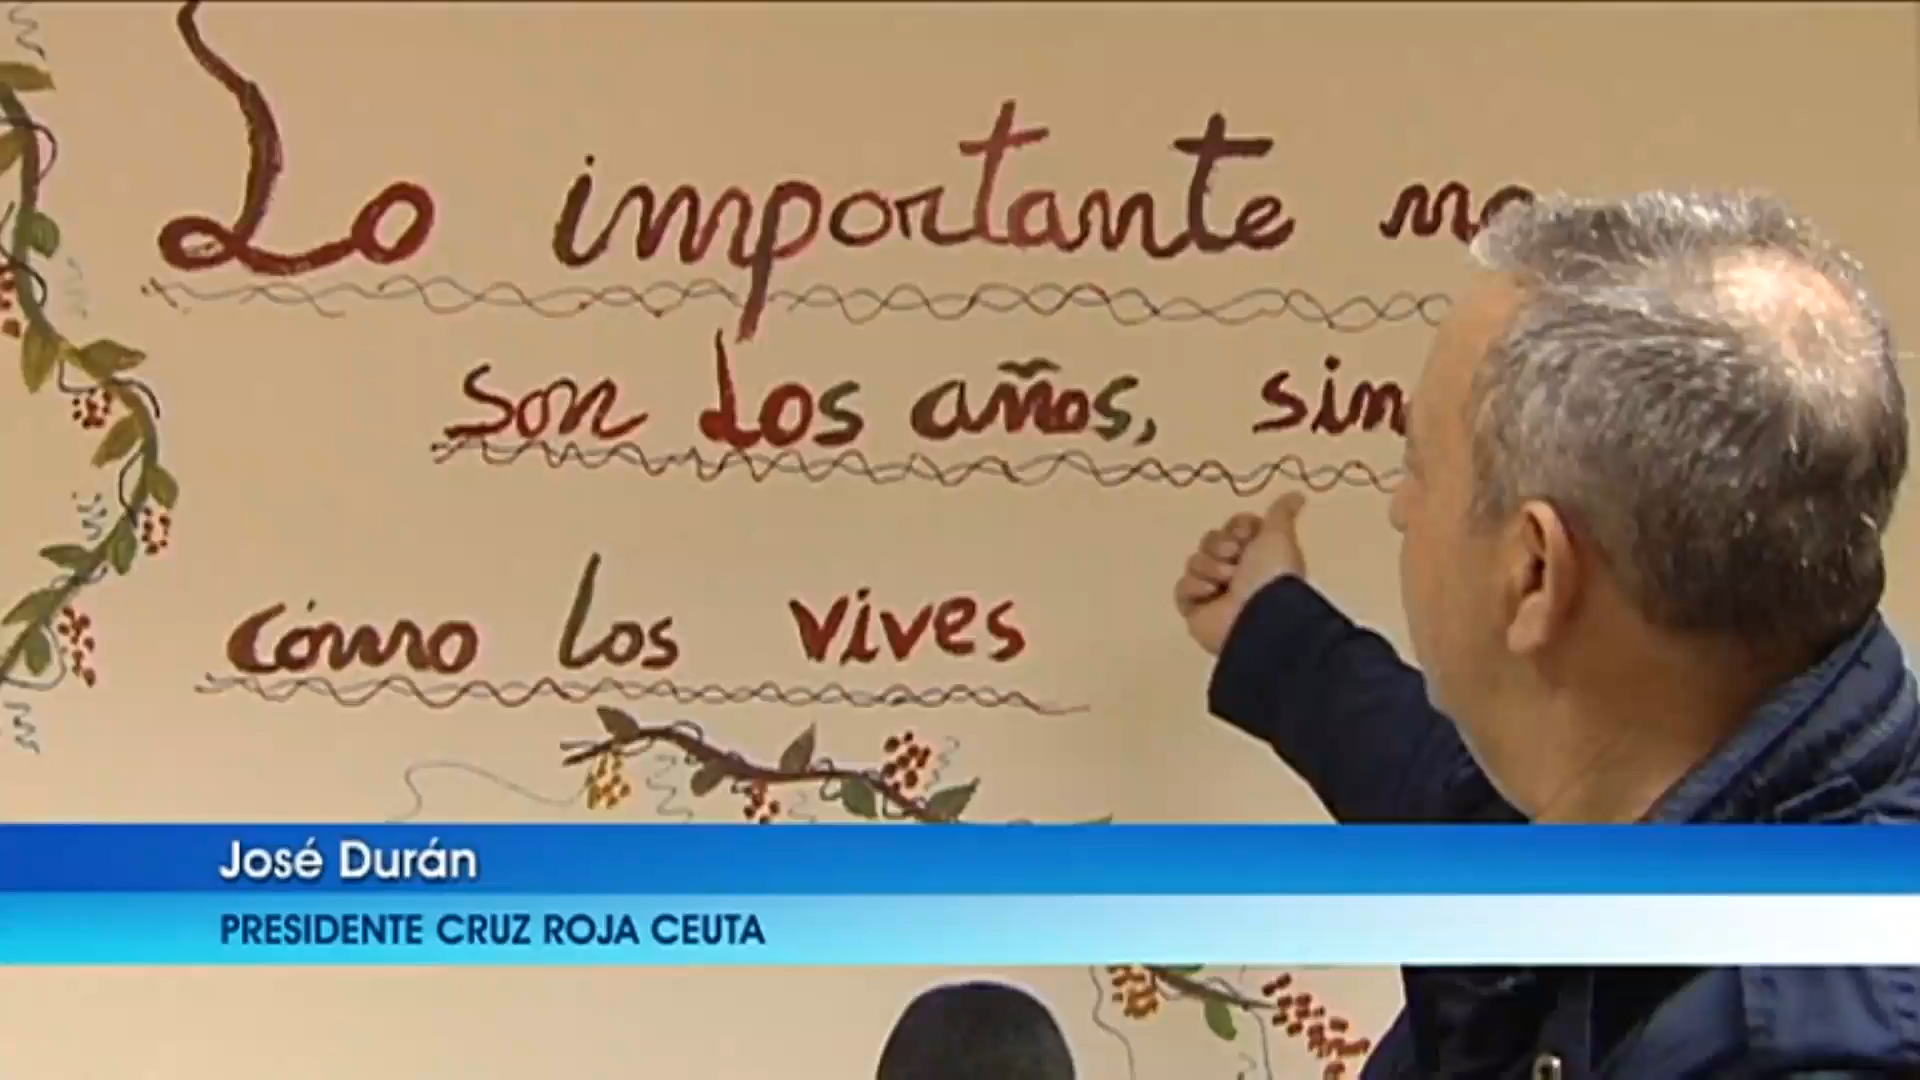 Lo importante no
son los años, sin
cómo los vives
José Durán
PRESIDENTE CRUZ ROJA CEUTA